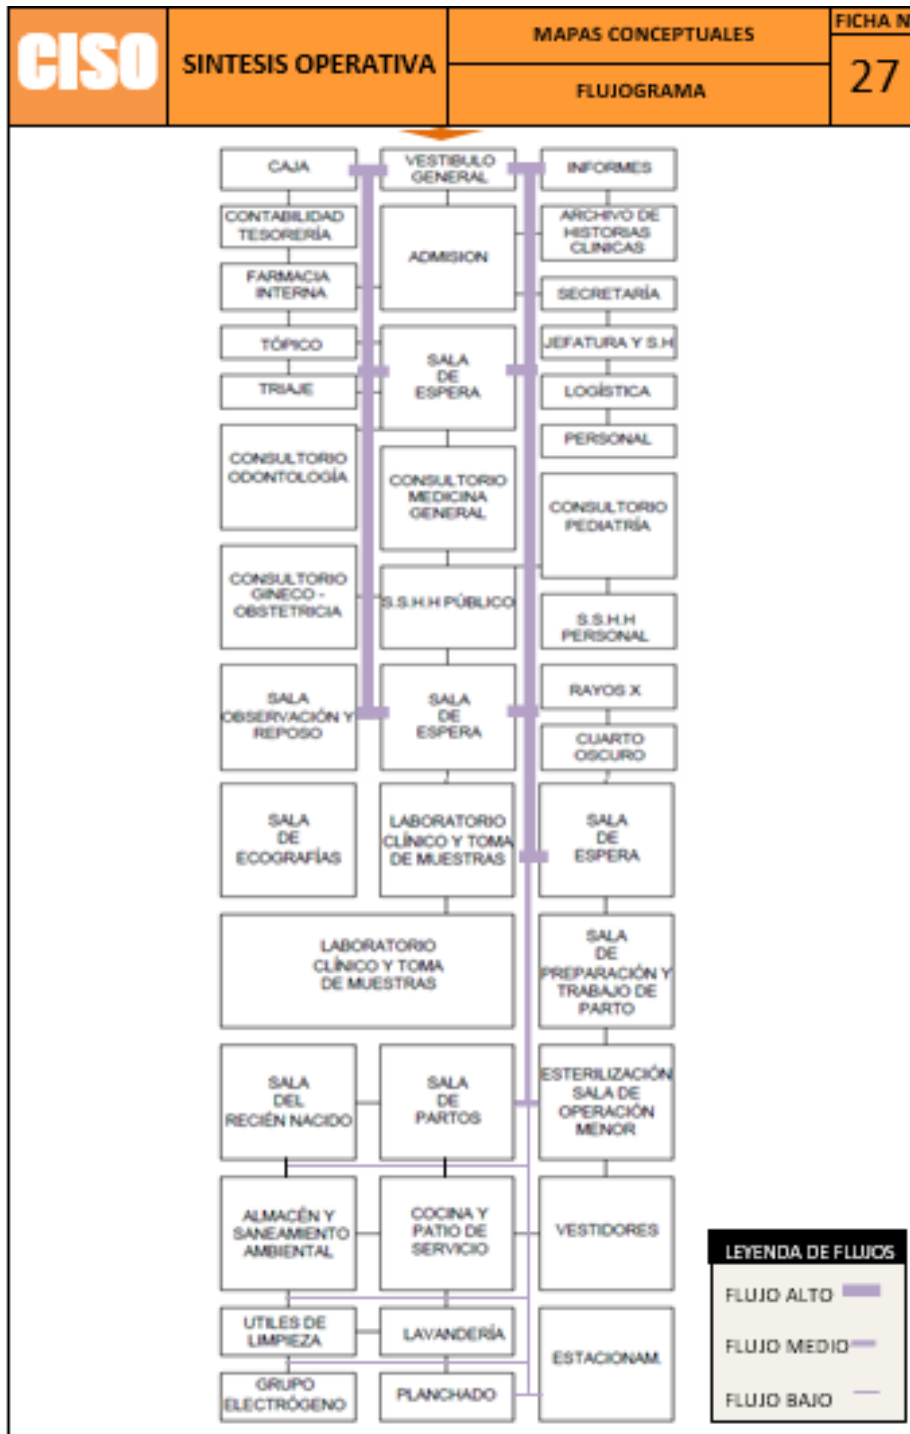 CISO
SINTESIS OPERATIVA
MAPAS CONCEPTUALES
FLUJOGRAMA
FICHA N
27
CAJA
VESTIBULO
GENERAL
INFORMES
CONTABILIDAD
TESORERÍA
ADMISION
ARCHIVO DE
HISTORIAS
CLINICAS
FARMACIA
INTERNA
SECRETARÍA
TÓPICO
SALA
DE
ESPERA
JEFATURA Y S.H
TRIAJE
LOGÍSTICA
PERSONAL
CONSULTORIO
ODONTOLOGÍA
CONSULTORIO
MEDICINA
GENERAL
CONSULTORIO
PEDIATRÍA
CONSULTORIO
GINECO -
OBSTETRICIA
S.S.H.H PÚBLICO
S.S.H.H
PERSONAL
SALA
OBSERVACIÓN Y
REPOSO
SALA
DE
ESPERA
RAYOS X
CUARTO
OSCURO
SALA
DE
ECOGRAFÍAS
LABORATORIO
CLÍNICO Y TOMA
DE MUESTRAS
SALA
DE
ESPERA
LABORATORIO
CLÍNICO Y TOMA
DE MUESTRAS
SALA
DE
PREPARACIÓN Y
TRABAJO DE
PARTO
SALA
DEL
RECIÉN NACIDO
SALA
DE
PARTOS
ESTERILIZACIÓN
SALA DE
OPERACIÓN
MENOR
ALMACÉN Y
SANEAMIENTO
AMBIENTAL
COCINA Y
PATIO DE
SERVICIO
VESTIDORES
UTILES DE
LIMPIEZA
LAVANDERÍA
ESTACIONAM.
GRUPO
ELECTRÓGENO
PLANCHADO
LEYENDA DE FLUJOS
FLUJO ALTO
FLUJO MEDIO
FLUJO BAJO